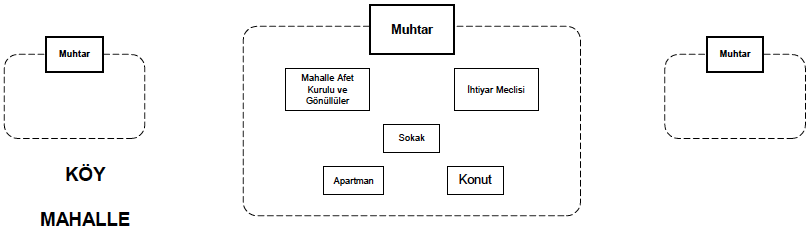 Muhtar
Muhtar
Muhtar
Mahalle Afet
Kurulu ve
Gönüllüler
İhtiyar Meclisi
Sokak
Apartman
Konut
KÖY
MAHALLE